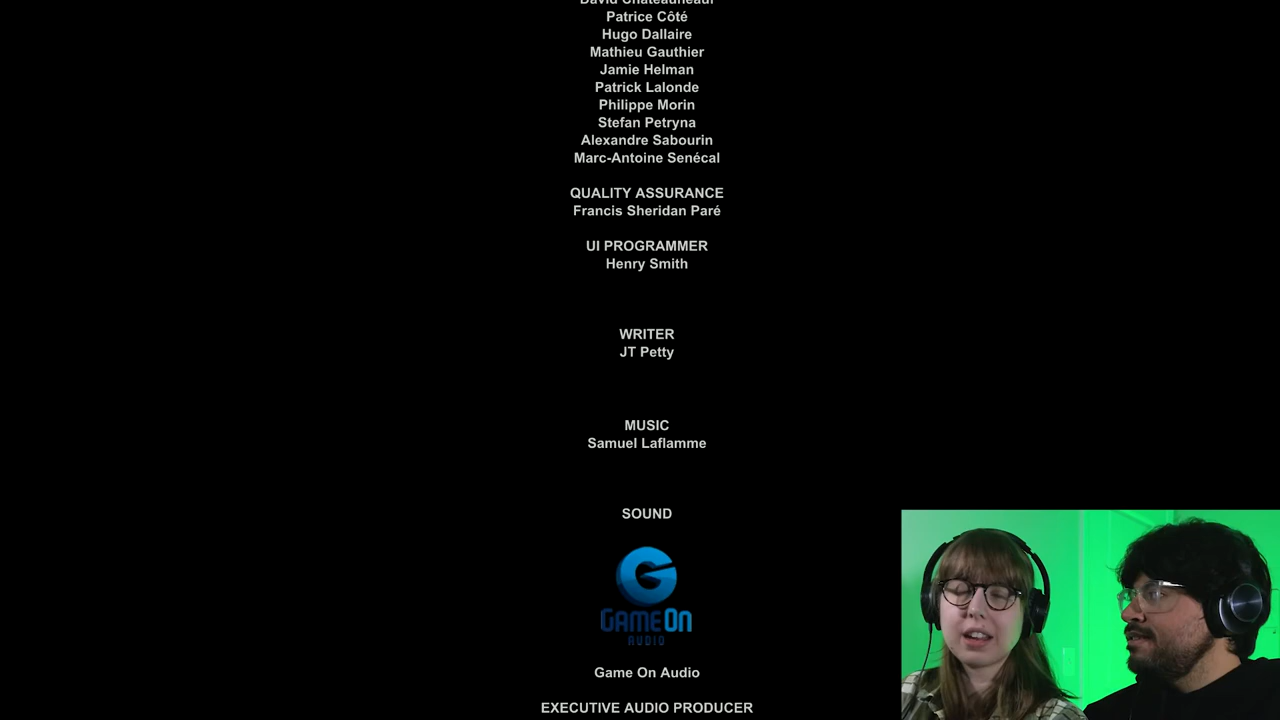 David Chateauneuf
Patrice Côté
Hugo Dallaire
Mathieu Gauthier
Jamie Helman
Patrick Lalonde
Philippe Morin
Stefan Petryna
Alexandre Sabourin
Marc-Antoine Senécal
QUALITY ASSURANCE
Francis Sheridan Paré
UI PROGRAMMER
Henry Smith
WRITER
JT Petty
MUSIC
Samuel Laflamme
SOUND
G
GAMEON
AUDIO
Game On Audio
EXECUTIVE AUDIO PRODUCER